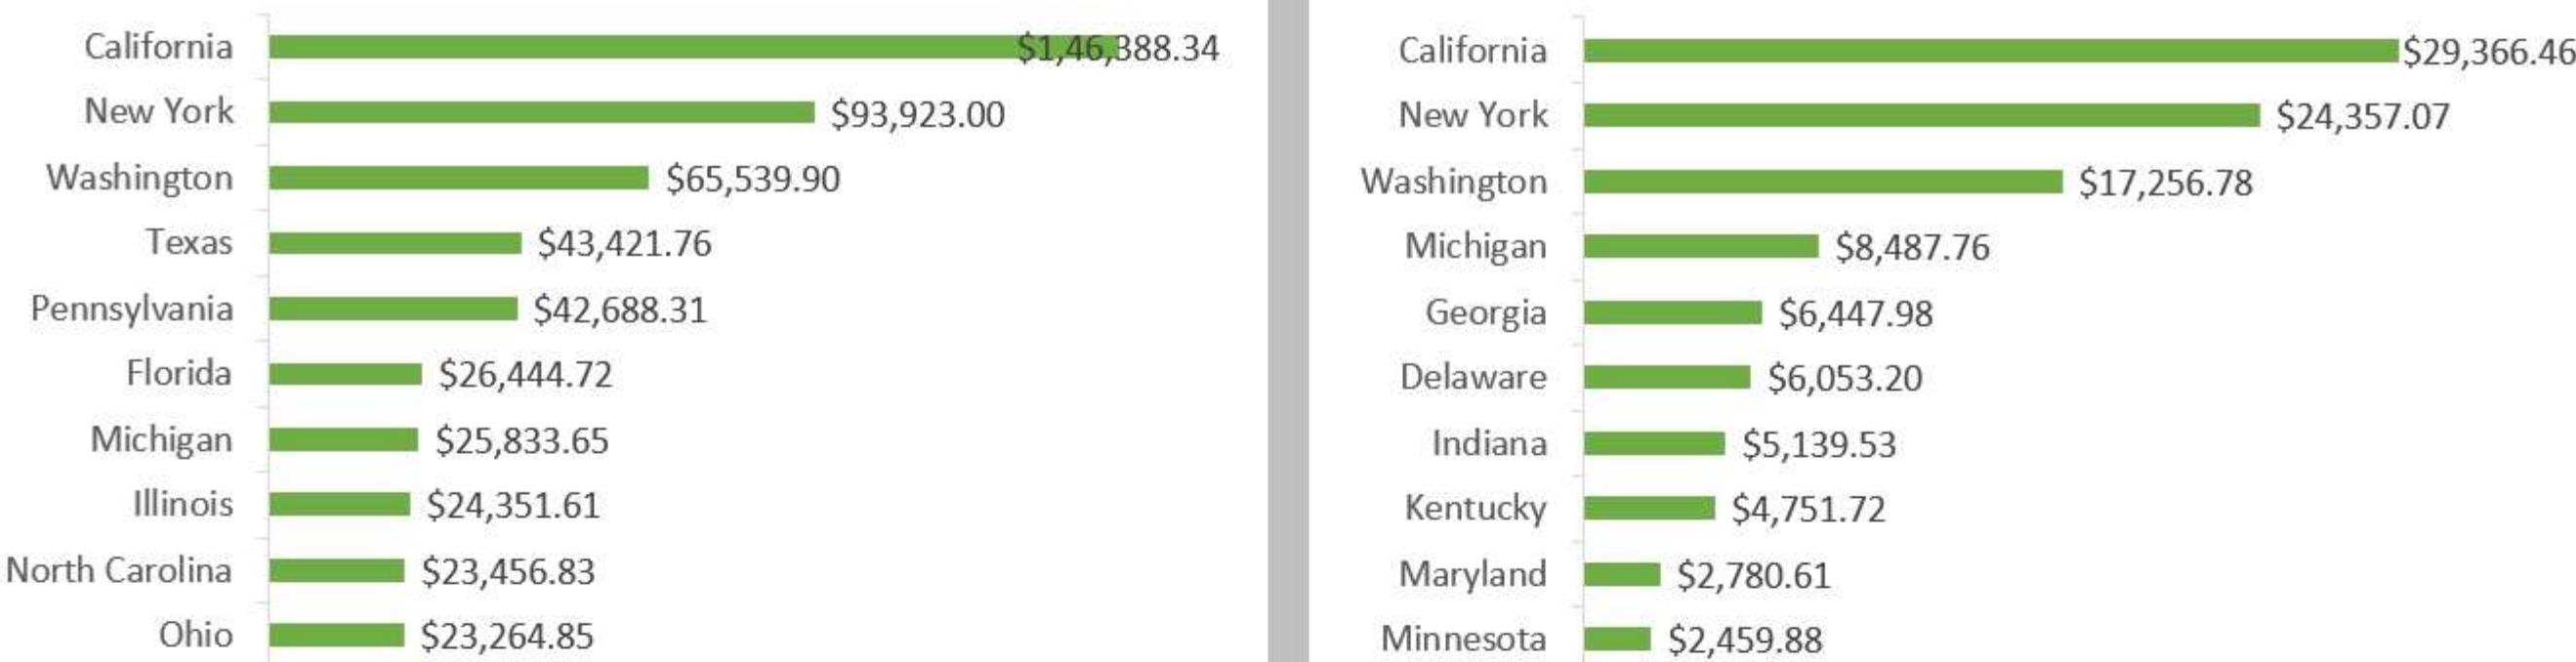 California $1,46,388.34
New York $93,923.00
Washington $65,539.90
Texas $43,421.76
Pennsylvania $42,688.31
Florida $26,444.72
Michigan $25,833.65
Illinois $24,351.61
North Carolina $23,456.83
Ohio $23,264.85
California $29,366.46
New York $24,357.07
Washington $17,256.78
Michigan $8,487.76
Georgia $6,447.98
Delaware $6,053.20
Indiana $5,139.53
Kentucky $4,751.72
Maryland $2,780.61
Minnesota $2,459.88